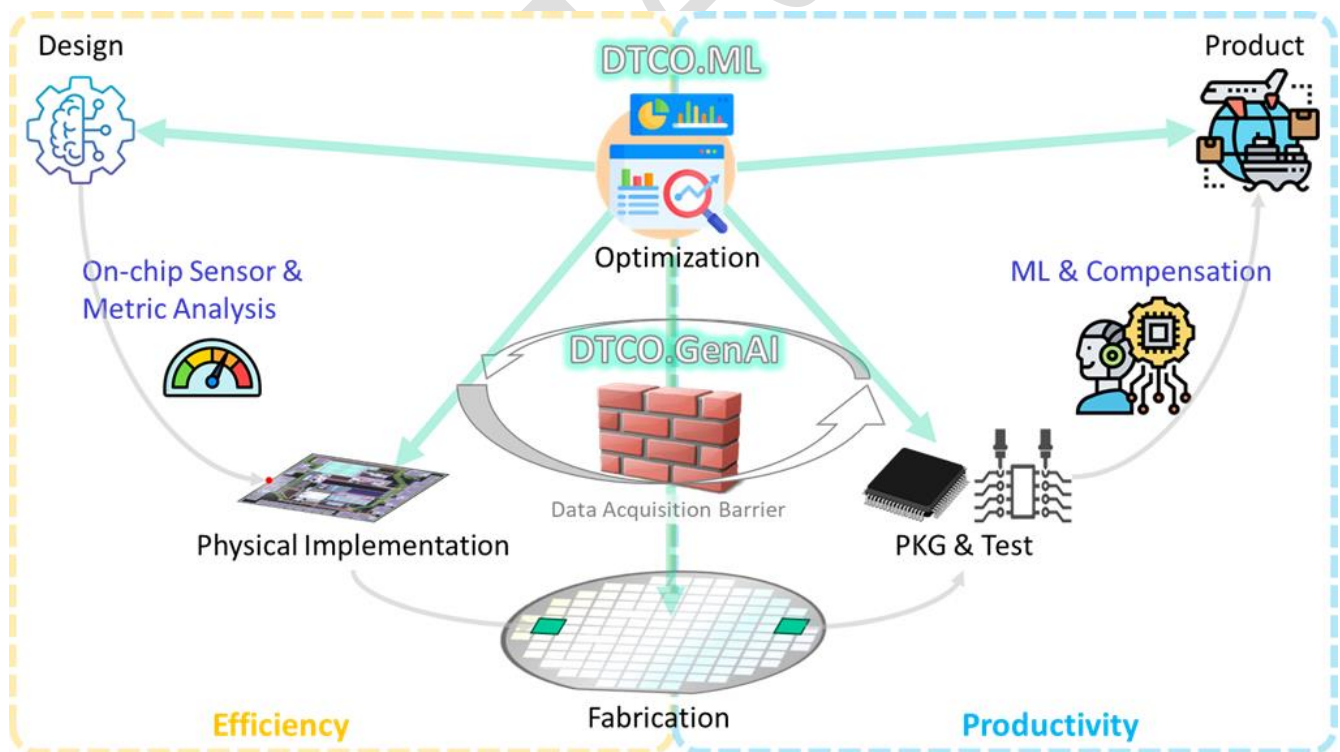 Design
DTCO.ML
Product
Optimization
On-chip Sensor &
Metric Analysis
ML & Compensation
DTCO.GenAI
Data Acquisition Barrier
Physical Implementation
PKG & Test
Fabrication
Efficiency
Productivity